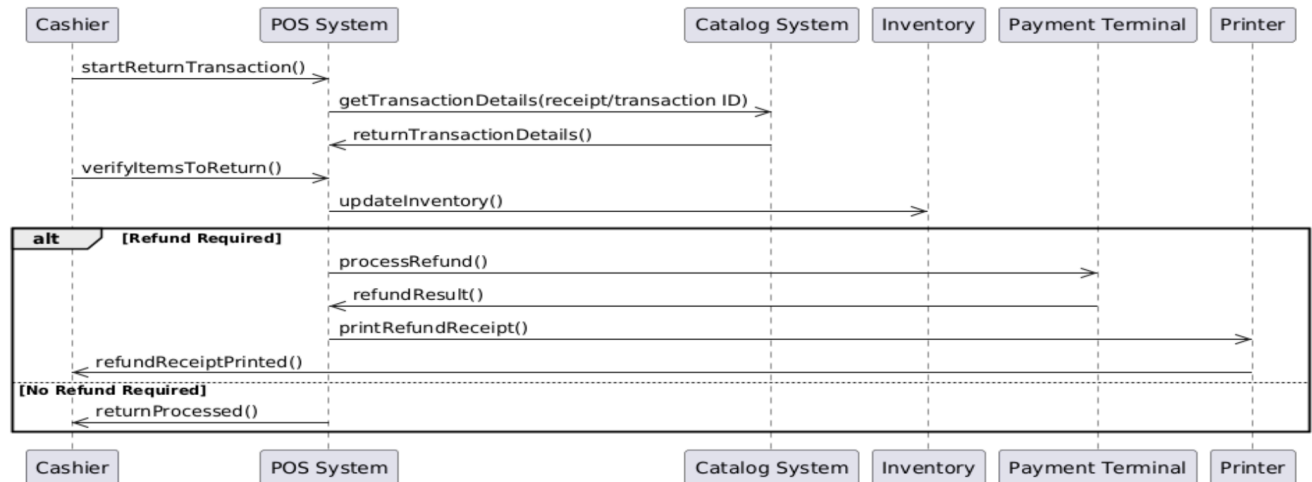 Cashier POS System Catalog System Inventory Payment Terminal Printer
startReturnTransaction()
getTransactionDetails(receipt/transaction ID)
returnTransactionDetails()
verifyItemsToReturn()
updateInventory()
alt [Refund Required]
processRefund()
refundResult()
printRefundReceipt()
refundReceiptPrinted()
[No Refund Required]
returnProcessed()
Cashier POS System Catalog System Inventory Payment Terminal Printer